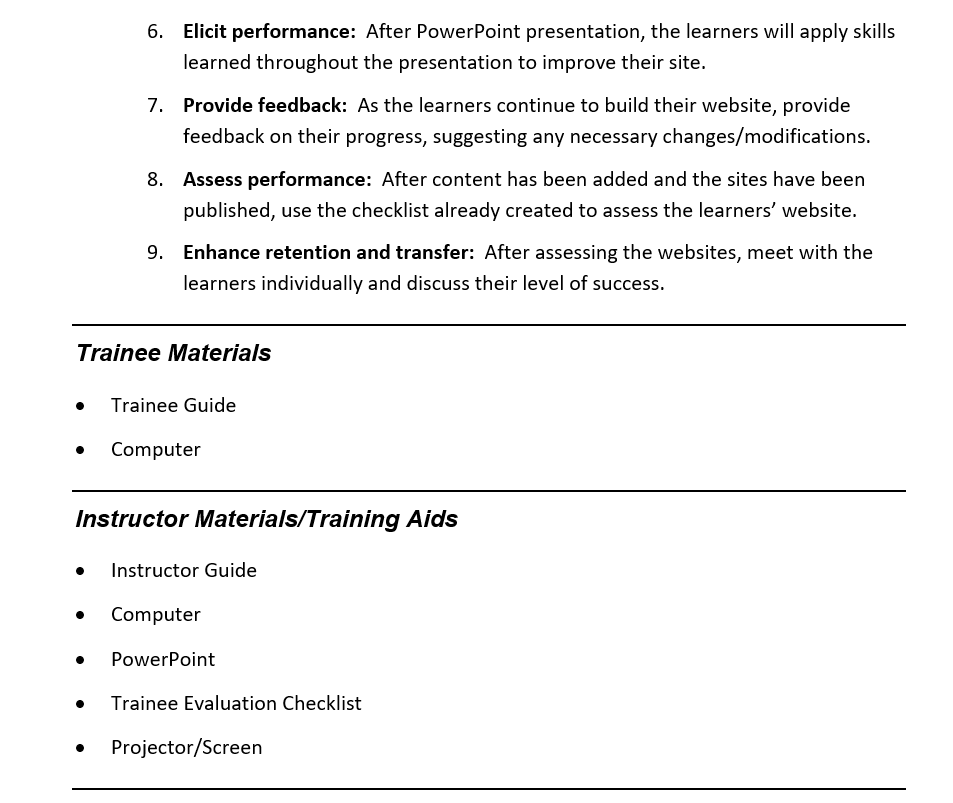 6. Elicit performance: After PowerPoint presentation, the learners will apply skills
learned throughout the presentation to improve their site.
7. Provide feedback: As the learners continue to build their website, provide
feedback on their progress, suggesting any necessary changes/modifications.
8. Assess performance: After content has been added and the sites have been
published, use the checklist already created to assess the learners’ website.
9. Enhance retention and transfer: After assessing the websites, meet with the
learners individually and discuss their level of success.
Trainee Materials
• Trainee Guide
• Computer
Instructor Materials/Training Aids
• Instructor Guide
• Computer
• PowerPoint
• Trainee Evaluation Checklist
• Projector/Screen